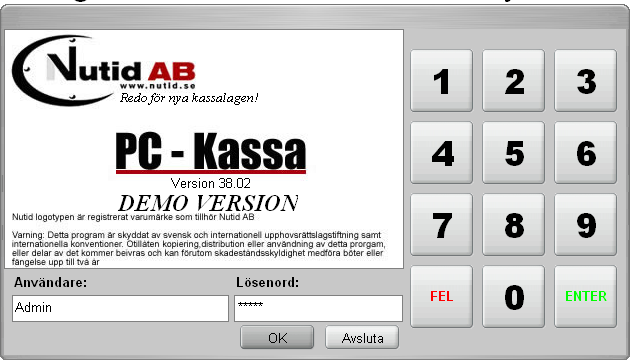 Nutid AB
www.nutid.se
Redo för nya kassalagen!
PC - Kassa
Version 38.02
DEMO VERSION
Nutid logotypen är registrerat varumärke som tillhör Nutid AB
Varning: Detta program är skyddat av svensk och internationell upphovsrättslagstiftning samt
internationella konventioner. Otillåten kopiering,distribution eller användning av detta prorgam,
eller delar av det kommer beivras och kan förutom skadeståndsskyldighet medföra böter eller
fängelse upp till två år
Användare:
Lösenord:
Admin
*****
OK
Avsluta
1 2 3
4 5 6
7 8 9
FEL 0 ENTER